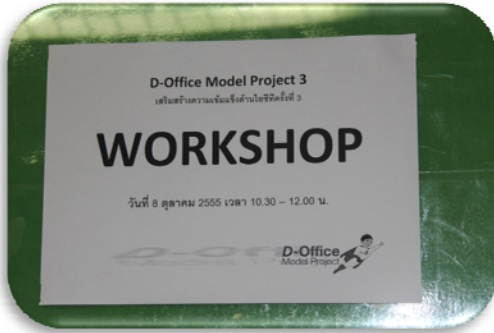 D-Office Model Project 3
เสริมสร้างความเข้มแข็งด้านไอซีทีครั้งที่ 3
WORKSHOP
วันที่ 8 ตุลาคม 2555 เวลา 10.30 – 12.00 น.
D-Office
Model Project